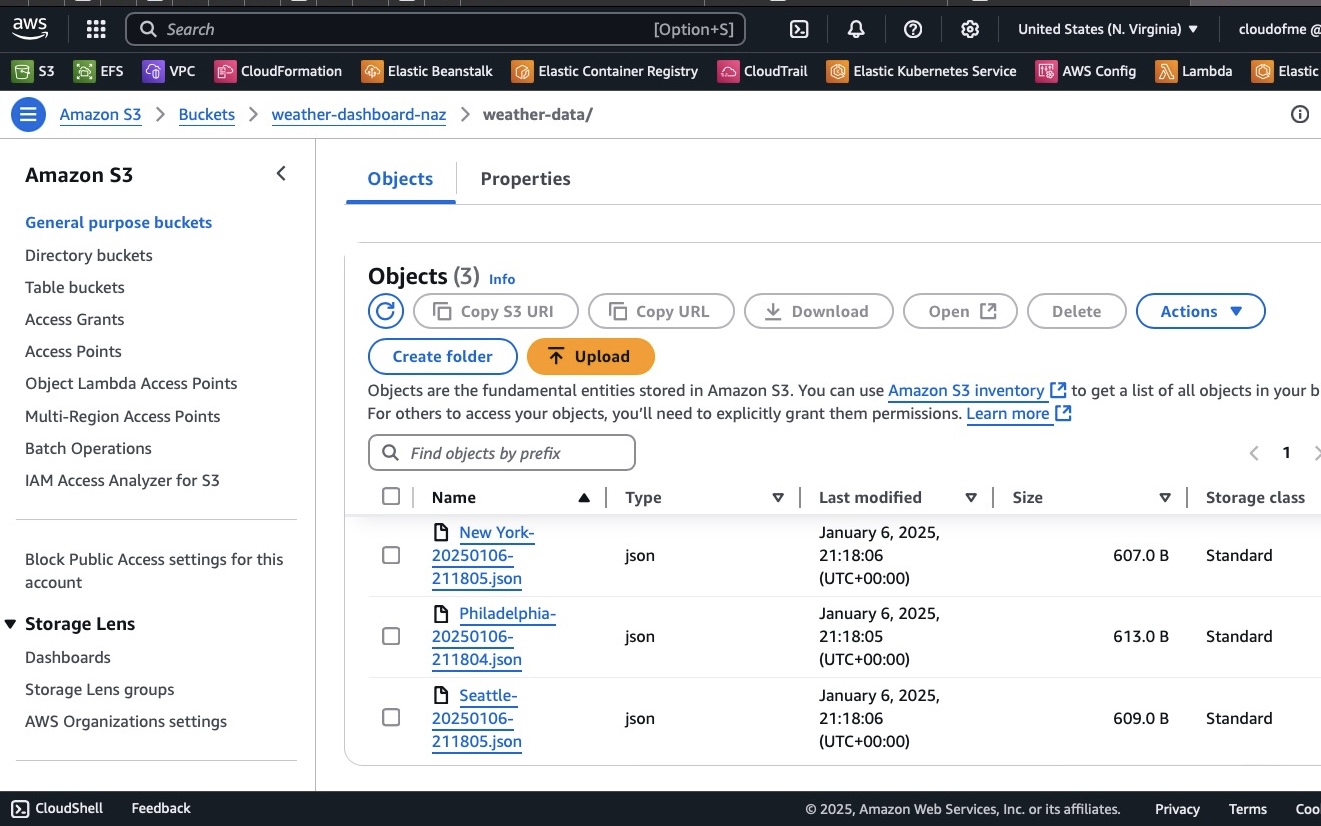 aws
Search [Option+S]
United States (N. Virginia) ▼
cloudofme @
S3 EFS VPC CloudFormation Elastic Beanstalk Elastic Container Registry CloudTrail Elastic Kubernetes Service AWS Config Lambda Elastic
Amazon S3 > Buckets > weather-dashboard-naz > weather-data/
Amazon S3
General purpose buckets
Directory buckets
Table buckets
Access Grants
Access Points
Object Lambda Access Points
Multi-Region Access Points
Batch Operations
IAM Access Analyzer for S3
Block Public Access settings for this
account
Storage Lens
Dashboards
Storage Lens groups
AWS Organizations settings
Objects Properties
Objects (3) Info
Copy S3 URI Copy URL Download Open Delete Actions
Create folder Upload
Objects are the fundamental entities stored in Amazon S3. You can use Amazon S3 inventory to get a list of all objects in your b
For others to access your objects, you'll need to explicitly grant them permissions. Learn more
Find objects by prefix
1
Name Type Last modified Size Storage class
New York-
20250106-
211805.json
json
January 6, 2025,
21:18:06
(UTC+00:00)
607.0 B
Standard
Philadelphia-
20250106-
211804.json
json
January 6, 2025,
21:18:05
(UTC+00:00)
613.0 B
Standard
Seattle-
20250106-
211805.json
json
January 6, 2025,
21:18:06
(UTC+00:00)
609.0 B
Standard
CloudShell Feedback © 2025, Amazon Web Services, Inc. or its affiliates. Privacy Terms Coo